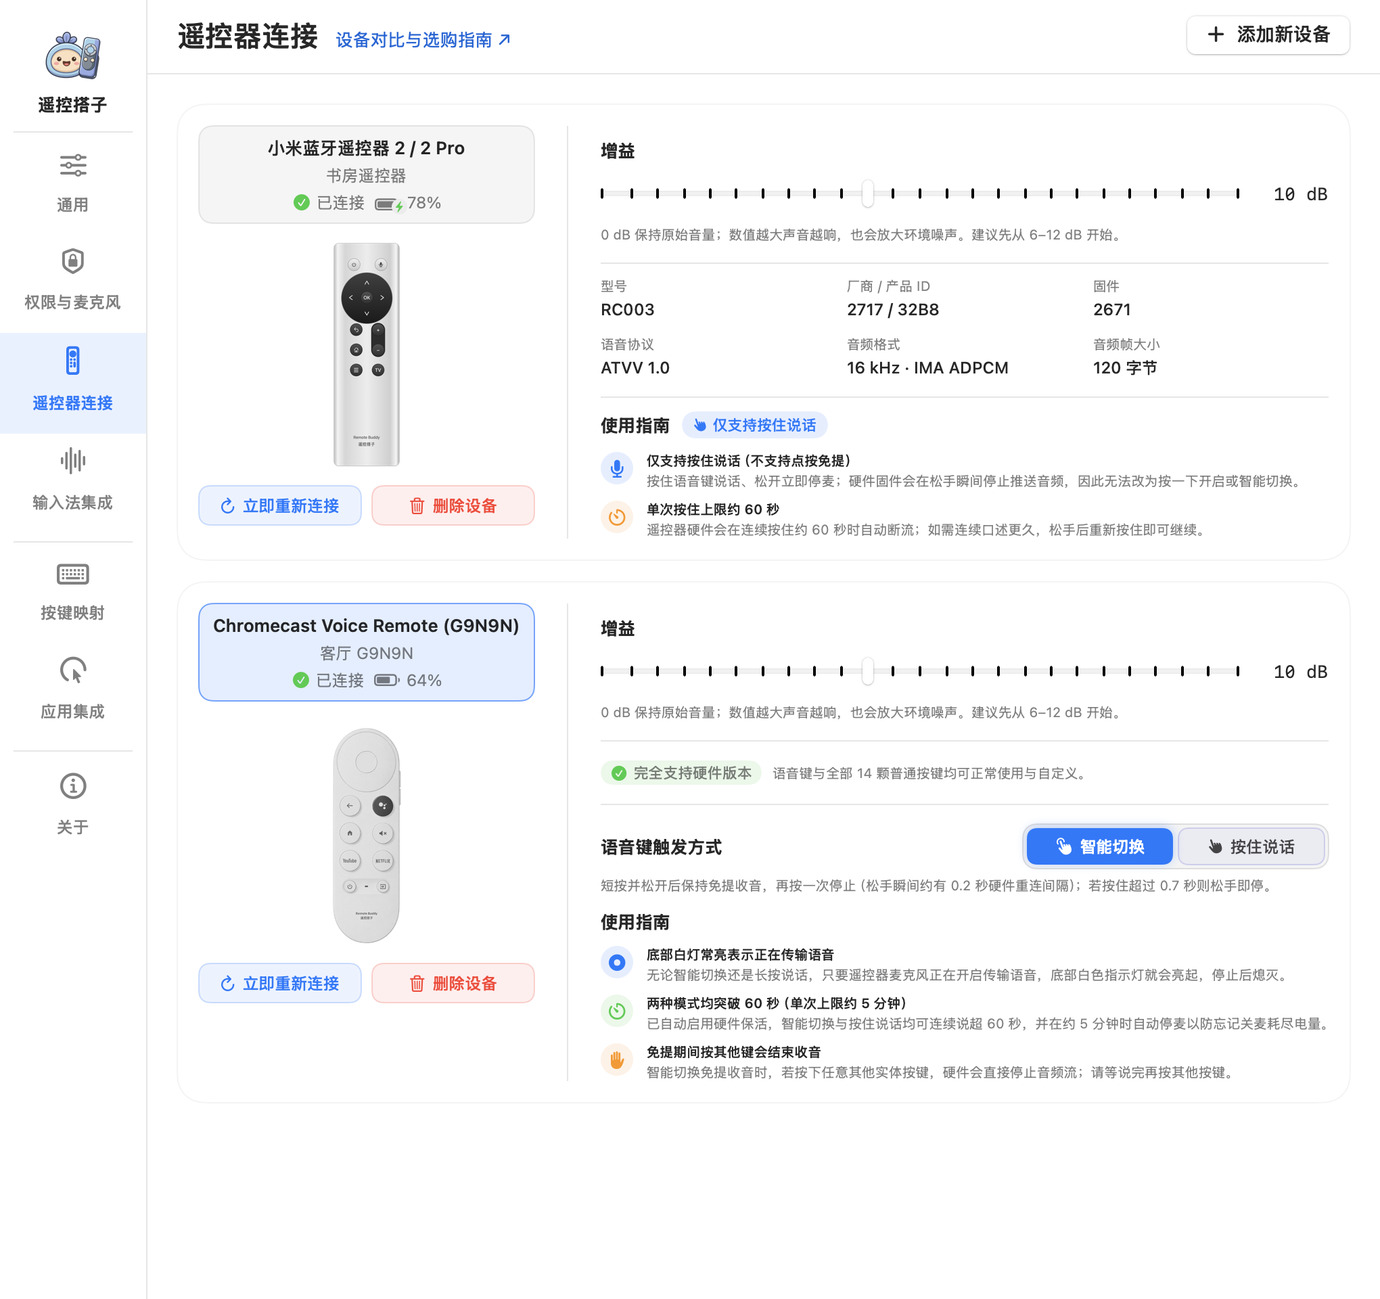 遥控搭子
通用
权限与麦克风
遥控器连接
输入法集成
按键映射
应用集成
关于
遥控器连接
设备对比与选购指南 ↗
+ 添加新设备
小米蓝牙遥控器 2 / 2 Pro
书房遥控器
已连接 78%
OK
TV
Remote Buddy
遥控搭子
立即重新连接
删除设备
增益
10 dB
0 dB 保持原始音量；数值越大声音越响，也会放大环境噪声。建议先从 6–12 dB 开始。
型号
厂商 / 产品 ID
固件
RC003
2717 / 32B8
2671
语音协议
音频格式
音频帧大小
ATVV 1.0
16 kHz · IMA ADPCM
120 字节
使用指南
仅支持按住说话
仅支持按住说话（不支持点按免提）
按住语音键说话、松开立即停麦；硬件固件会在松手瞬间停止推送音频，因此无法改为按一下开启或智能切换。
单次按住上限约 60 秒
遥控器硬件会在连续按住约 60 秒时自动断流；如需连续口述更久，松手后重新按住即可继续。
Chromecast Voice Remote (G9N9N)
客厅 G9N9N
已连接 64%
YouTube
NETFLIX
Remote Buddy
遥控搭子
立即重新连接
删除设备
增益
10 dB
0 dB 保持原始音量；数值越大声音越响，也会放大环境噪声。建议先从 6–12 dB 开始。
完全支持硬件版本
语音键与全部 14 颗普通按键均可正常使用与自定义。
语音键触发方式
智能切换
按住说话
短按并松开后保持免提收音，再按一次停止（松手瞬间约有 0.2 秒硬件重连间隔）；若按住超过 0.7 秒则松手即停。
使用指南
底部白灯常亮表示正在传输语音
无论智能切换还是长按说话，只要遥控器麦克风正在开启传输语音，底部白色指示灯就会亮起，停止后熄灭。
两种模式均突破 60 秒（单次上限约 5 分钟）
已自动启用硬件保活，智能切换与按住说话均可连续说超 60 秒，并在约 5 分钟时自动停麦以防忘记关麦耗尽电量。
免提期间按其他键会结束收音
智能切换免提收音时，若按下任意其他实体按键，硬件会直接停止音频流；请等说完再按其他按键。